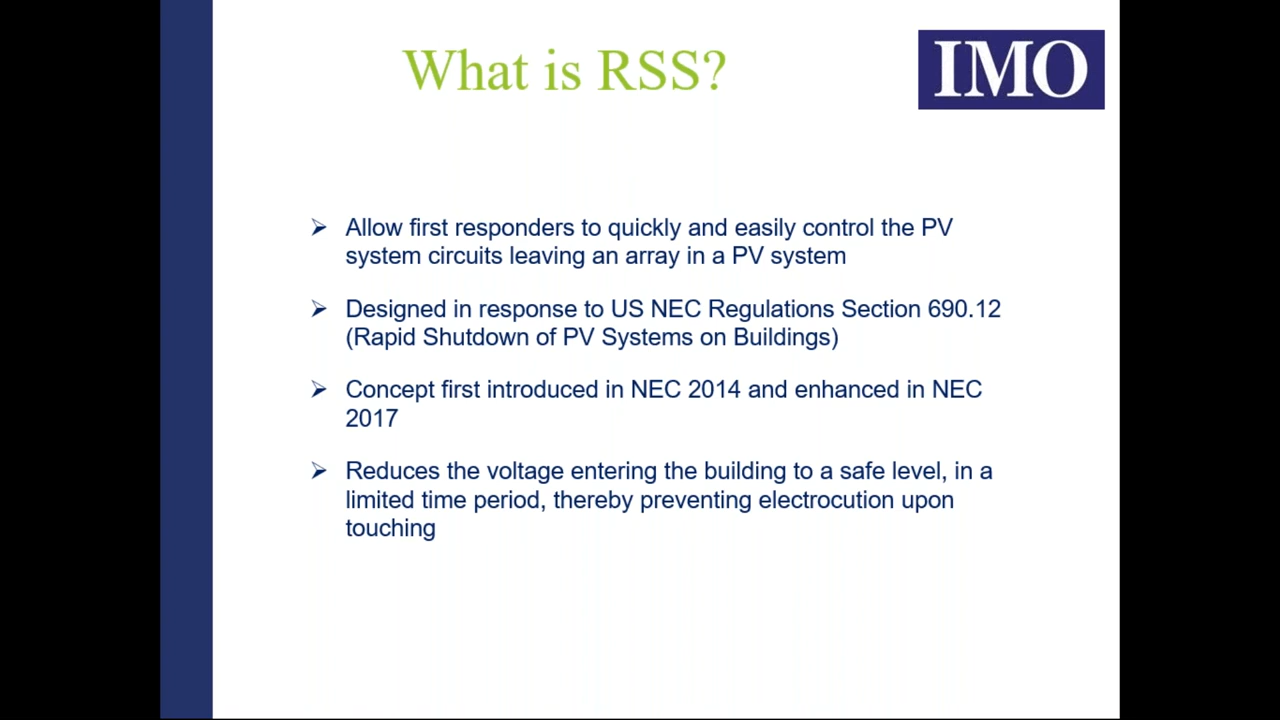 What is RSS?
IMO
➢ Allow first responders to quickly and easily control the PV
system circuits leaving an array in a PV system
➢ Designed in response to US NEC Regulations Section 690.12
(Rapid Shutdown of PV Systems on Buildings)
➢ Concept first introduced in NEC 2014 and enhanced in NEC
2017
➢ Reduces the voltage entering the building to a safe level, in a
limited time period, thereby preventing electrocution upon
touching